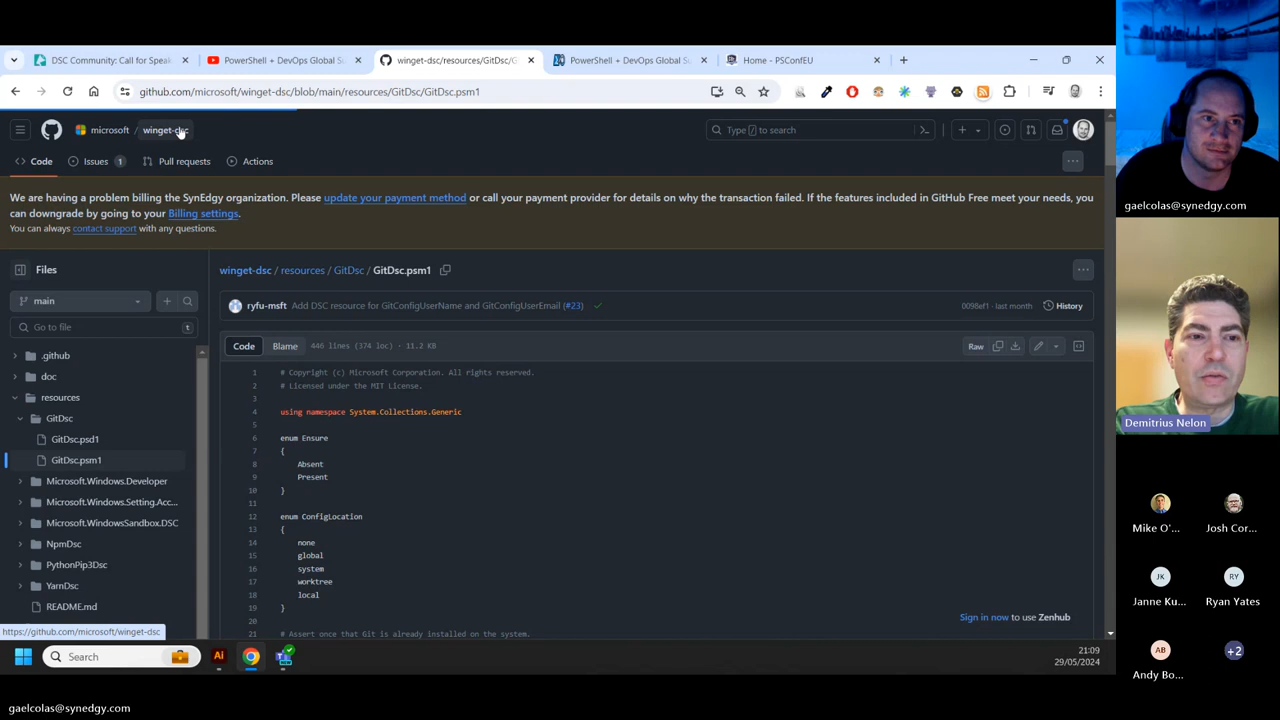 DSC Community: Call for Speak
PowerShell + DevOps Global Su
winget-dsc/resources/GitDsc/G
PowerShell + DevOps Global Su
Home - PSConfEU
github.com/microsoft/winget-dsc/blob/main/resources/GitDsc/GitDsc.psm1
microsoft / winget-dsc
Type / to search
Code
Issues 1
Pull requests
Actions
We are having a problem billing the SynEdgy organization. Please update your payment method or call your payment provider for details on why the transaction failed. If the features included in GitHub Free meet your needs, you
can downgrade by going to your Billing settings.
You can always contact support with any questions.
Files
main
Go to file
t
.github
doc
resources
GitDsc
GitDsc.psd1
GitDsc.psm1
Microsoft.Windows.Developer
Microsoft.Windows.Setting.Acc...
Microsoft.WindowsSandbox.DSC
NpmDsc
PythonPip3Dsc
YarnDsc
README.md
https://github.com/microsoft/winget-dsc
winget-dsc / resources / GitDsc / GitDsc.psm1
ryfu-msft Add DSC resource for GitConfigUserName and GitConfigUserEmail (#23)
0098ef1 · last month
History
Code
Blame
446 lines (374 loc) · 11.2 KB
Raw
1 # Copyright (c) Microsoft Corporation. All rights reserved.
2 # Licensed under the MIT License.
3
4 using namespace System.Collections.Generic
5
6 enum Ensure
7 {
8 Absent
9 Present
10 }
11
12 enum ConfigLocation
13 {
14 none
15 global
16 system
17 worktree
18 local
19 }
20
21 # Assert once that Git is already installed on the system.
Sign in now to use Zenhub
Search
Ai
21:09
29/05/2024
gaelcolas@synedgy.com
gaelcolas@synedgy.com
Demitrius Nelon
Mike O'...
Josh Cor...
JK
RY
Janne Ku...
Ryan Yates
AB
+2
Andy Bo...